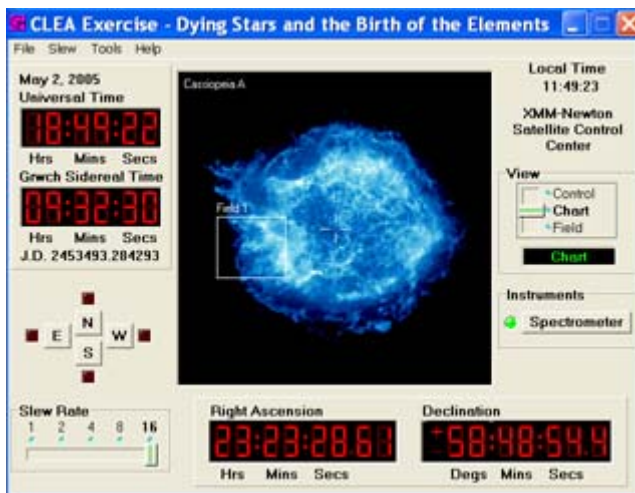 CLEA Exercise - Dying Stars and the Birth of the Elements
File Slew Tools Help
May 2, 2005
Universal Time
18:49:22
Hrs Mins Secs
Grwch Sidereal Time
09:32:30
Hrs Mins Secs
J.D. 2453493.284293
N
E W
S
Slew Rate
1 2 4 8 16
Cassiopeia A
Field 1
Local Time
11:49:23
XMM-Newton
Satellite Control
Center
View
Control
Chart
Field
Chart
Instruments
Spectrometer
Right Ascension
23:23:28.61
Hrs Mins Secs
Declination
+58:48:54.4
Degs Mins Secs